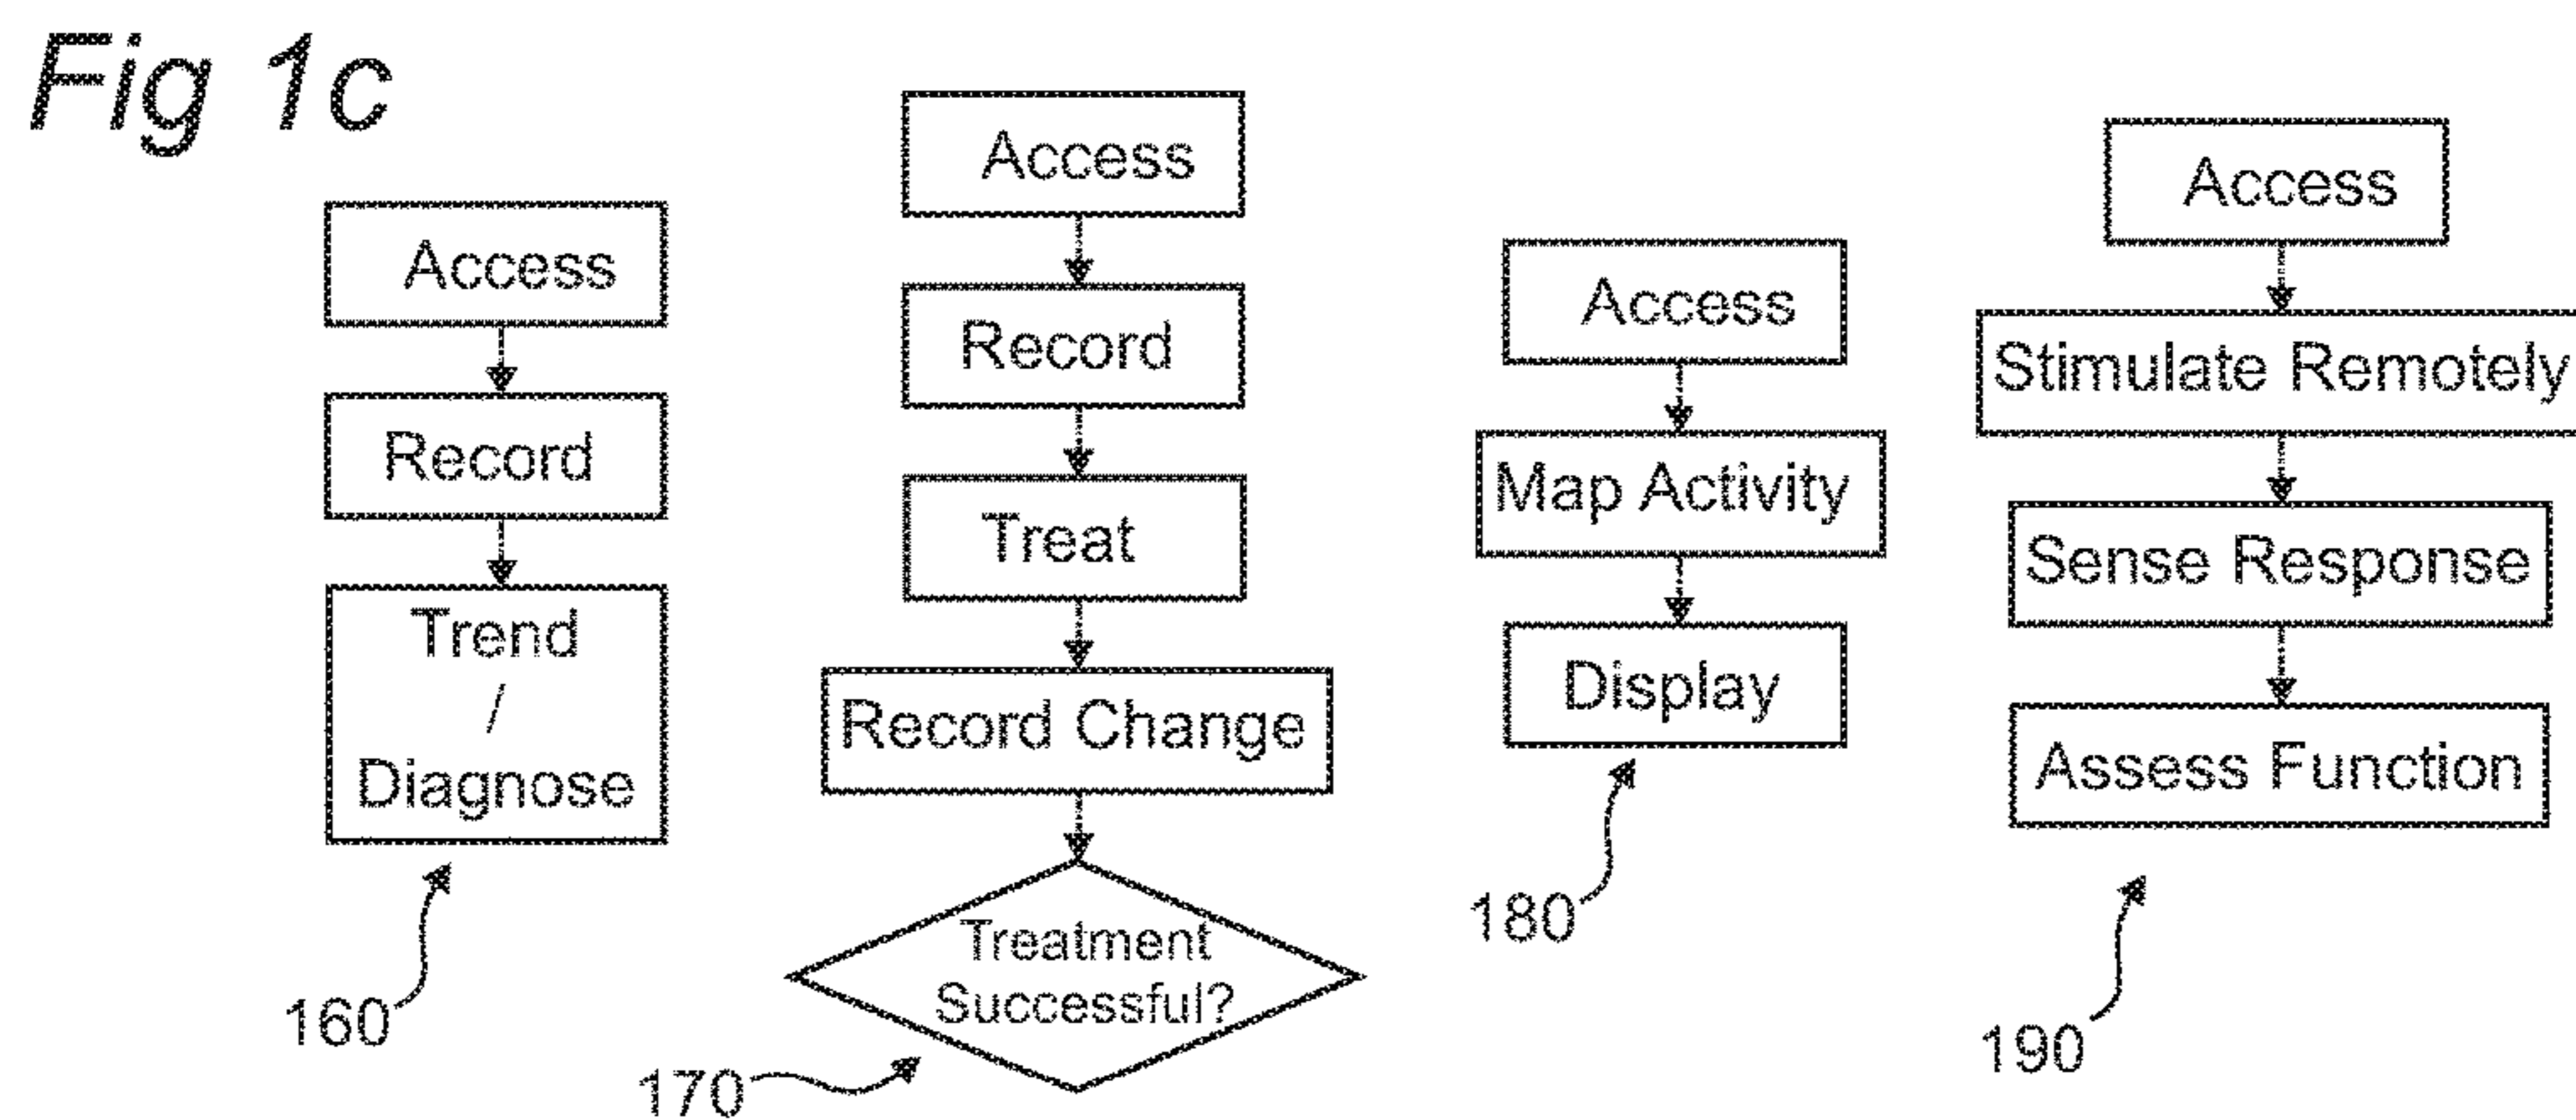 Fig 1c
Access
Record
Trend
/
Diagnose
160
Access
Record
Treat
Record Change
Treatment
Successful?
170
Access
Map Activity
Display
180
Access
Stimulate Remotely
Sense Response
Assess Function
190